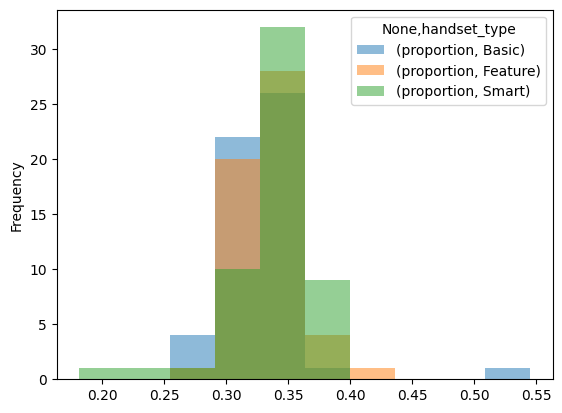 None,handset_type
(proportion, Basic)
(proportion, Feature)
(proportion, Smart)
Frequency
30
25
20
15
10
5
0
0.20 0.25 0.30 0.35 0.40 0.45 0.50 0.55